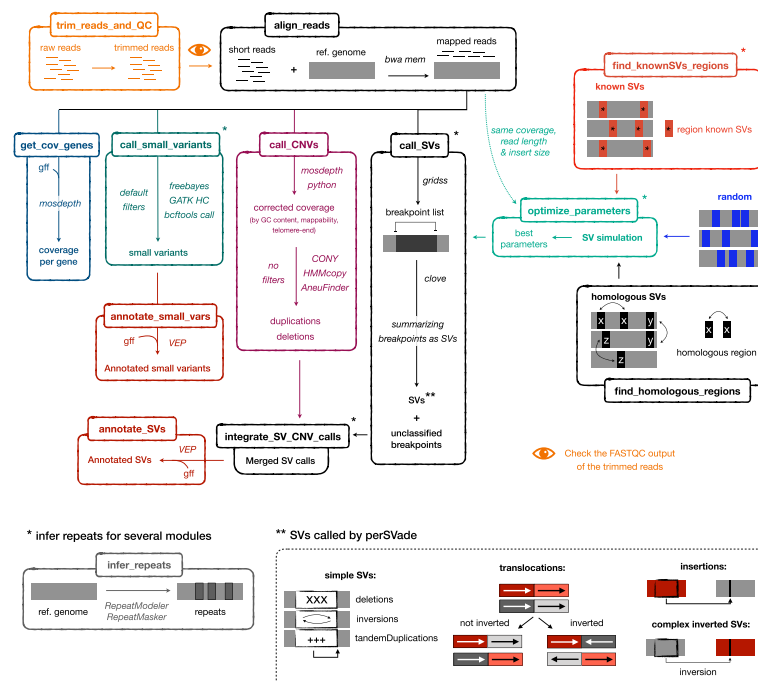 trim_reads_and_QC
raw reads
trimmed reads
align_reads
short reads
ref. genome
mapped reads
+
bwa mem
find_knownSVs_regions
*
known SVs
* *
* *
* *
* region known SVs
get_cov_genes
gff
mosdepth
coverage
per gene
call_small_variants
*
default
filters
freebayes
GATK HC
bcftools call
small variants
call_CNVs
mosdepth
python
corrected coverage
(by GC content, mappability,
telomere-end)
no
filters
CONY
HMMcopy
AneuFinder
duplications
deletions
call_SVs
*
gridss
breakpoint list
clove
summarizing
breakpoints as SVs
SVs**
+
unclassified
breakpoints
same coverage,
read length
& insert size
optimize_parameters
*
best
parameters
SV simulation
random
homologous SVs
x x y
z y
z
x x
homologous region
find_homologous_regions
annotate_small_vars
gff
VEP
Annotated small variants
annotate_SVs
VEP
Annotated SVs
gff
integrate_SV_CNV_calls
*
Merged SV calls
Check the FASTQC output
of the trimmed reads
* infer repeats for several modules
infer_repeats
ref. genome
RepeatModeler
RepeatMasker
repeats
** SVs called by perSVade
simple SVs:
XXX
deletions
inversions
+++
tandemDuplications
translocations:
not inverted
inverted
insertions:
complex inverted SVs:
inversion